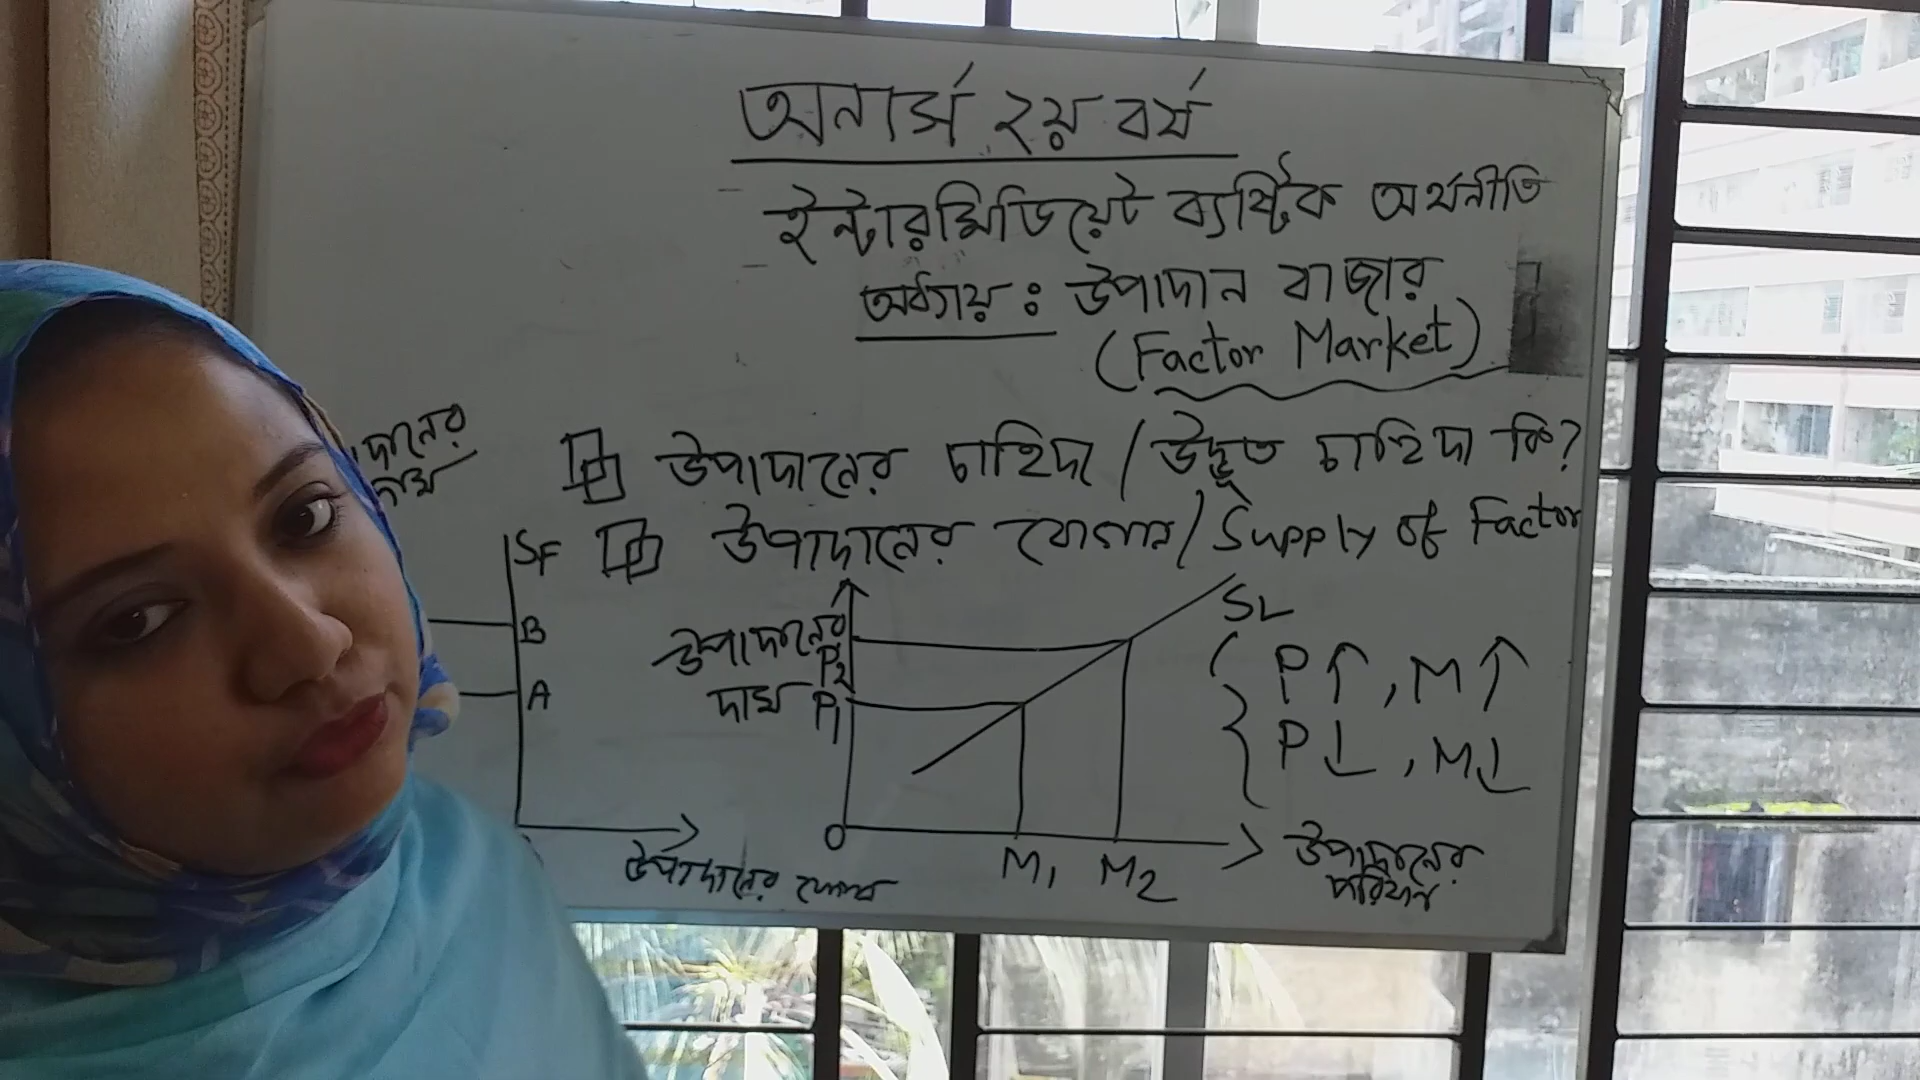 অনার্স ২য় বর্ষ
ইন্টারমিডিয়েট ব্যষ্টিক অর্থনীতি
অধ্যায় : উপাদান বাজার
(Factor Market)
উপাদানের চাহিদা / উদ্ভূত চাহিদা কি?
উপাদানের যোগান / Supply of Factor
দানের
দাম
SF
B
A
উপাদানের
উপাদানের
দাম
P2
P1
SL
O
M1 M2
P↑, M↑
P↓, M↓
উপাদানের
পরিমান